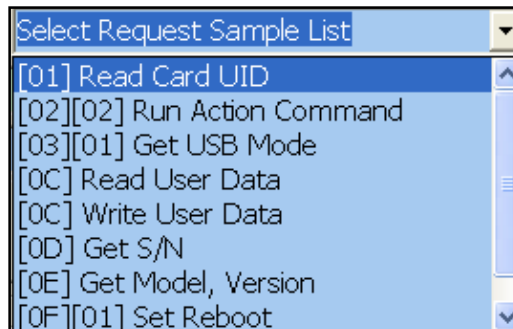 Select Request Sample List
[01] Read Card UID
[02][02] Run Action Command
[03][01] Get USB Mode
[0C] Read User Data
[0C] Write User Data
[0D] Get S/N
[0E] Get Model, Version
[0F][01] Set Reboot